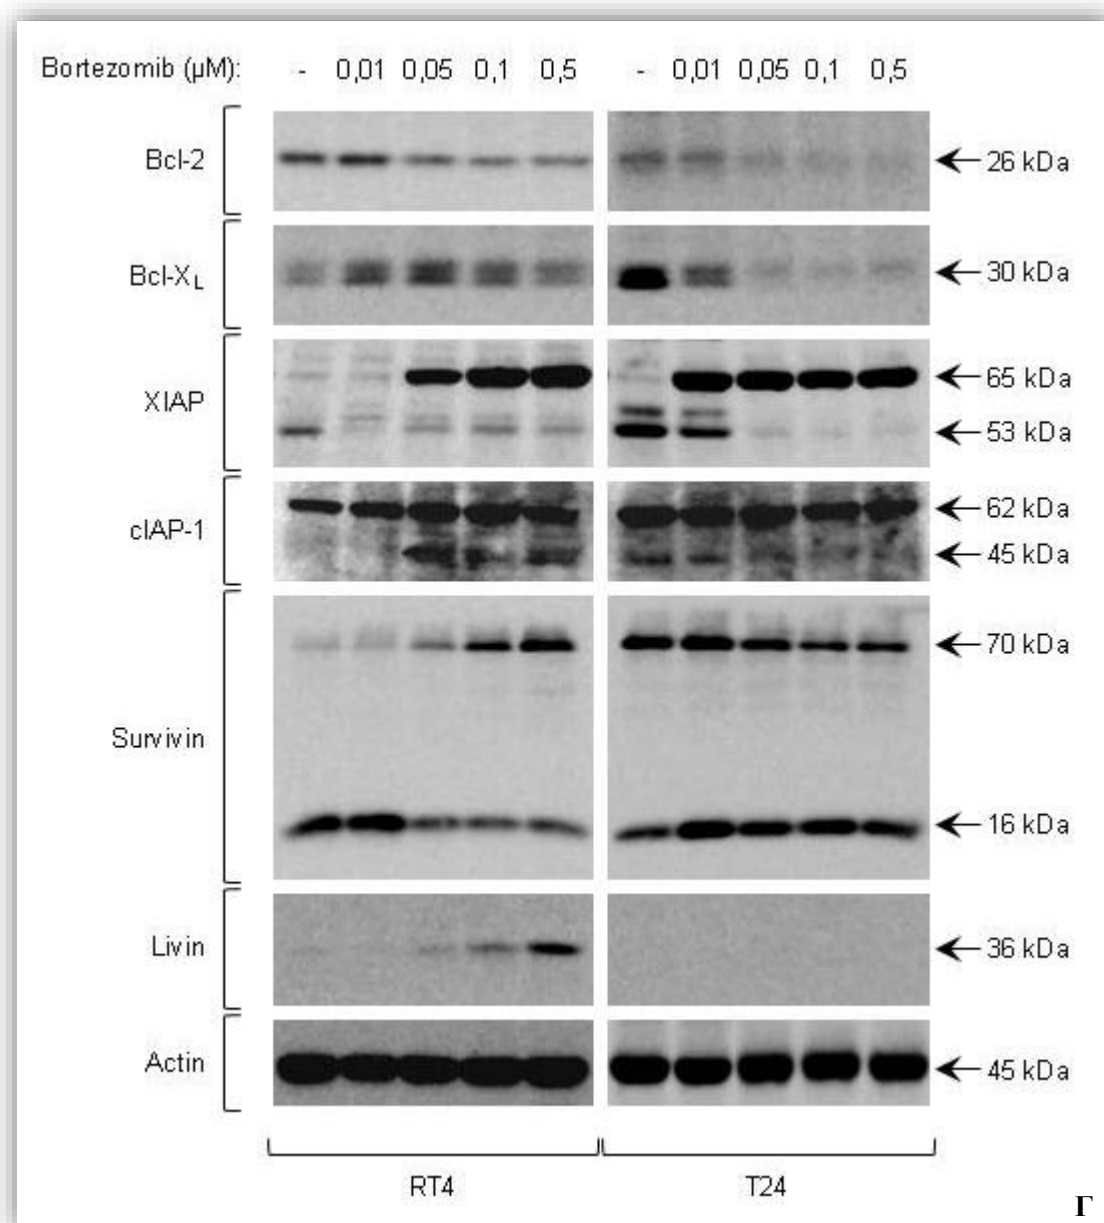 Bortezomib (µM): - 0,01 0,05 0,1 0,5 - 0,01 0,05 0,1 0,5
Bcl-2 26 kDa
Bcl-XL 30 kDa
XIAP 65 kDa
53 kDa
cIAP-1 62 kDa
45 kDa
Survivin 70 kDa
16 kDa
Livin 36 kDa
Actin 45 kDa
RT4 T24
Γ